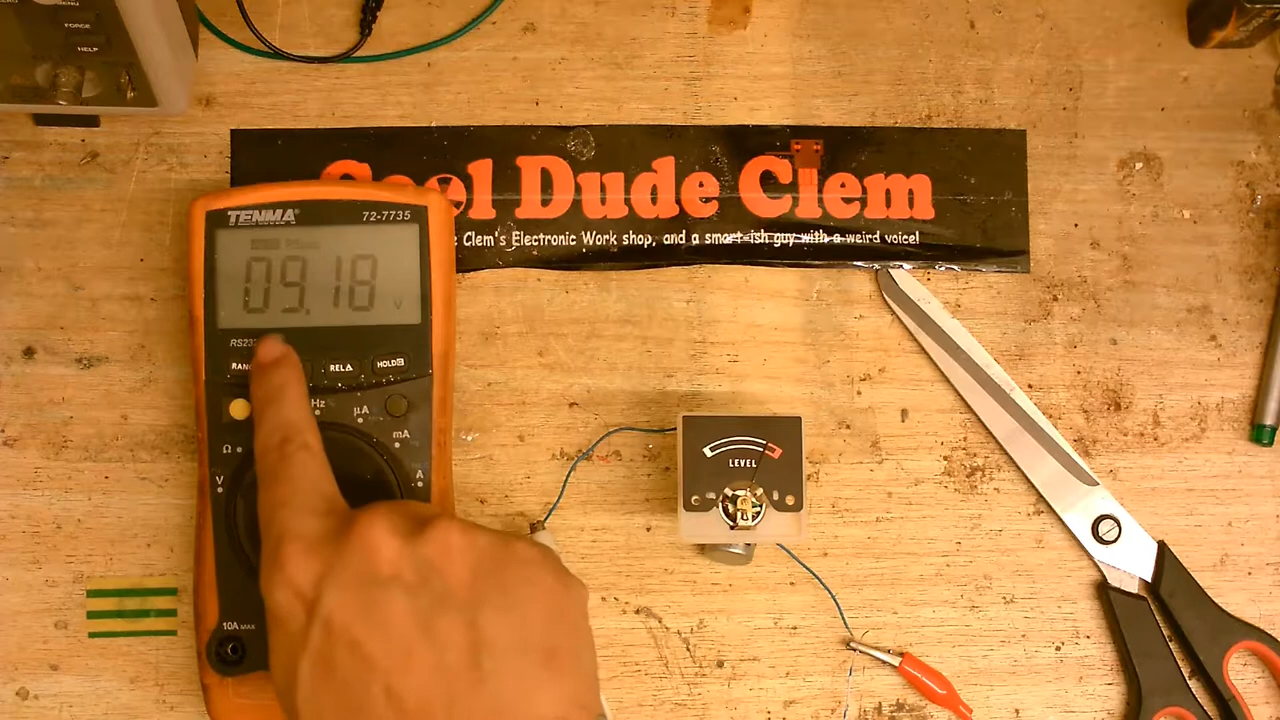 MENU
FORCE
HELP
Cool Dude Clem
Clem's Electronic Work shop, and a smart-ish guy with a weird voice!
TENMA® 72-7735
09.18 V
REL∆
HOLD
Hz
µA
mA
Ω
V
A
LEVEL
10A MAX